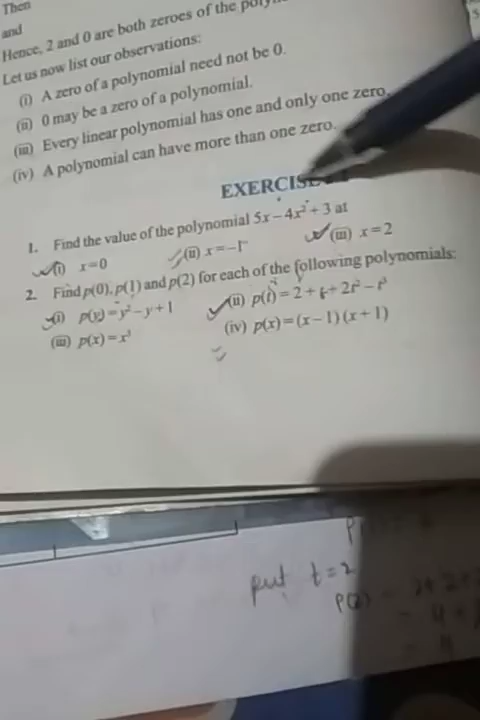 Then
and
Hence, 2 and 0 are both zeroes of the
Let us now list our observations:
(i) A zero of a polynomial need not be 0.
(ii) 0 may be a zero of a polynomial.
(iii) Every linear polynomial has one and only one zero.
(iv) A polynomial can have more than one zero.
EXERCISE
1. Find the value of the polynomial 5x – 4x² + 3 at
(i) x = 0 (ii) x = –1 (iii) x = 2
2. Find p(0), p(1) and p(2) for each of the following polynomials:
(i) p(y) = y² – y + 1 (ii) p(t) = 2 + t + 2t² – t³
(iii) p(x) = x³ (iv) p(x) = (x – 1) (x + 1)
put t = 2
P(2)